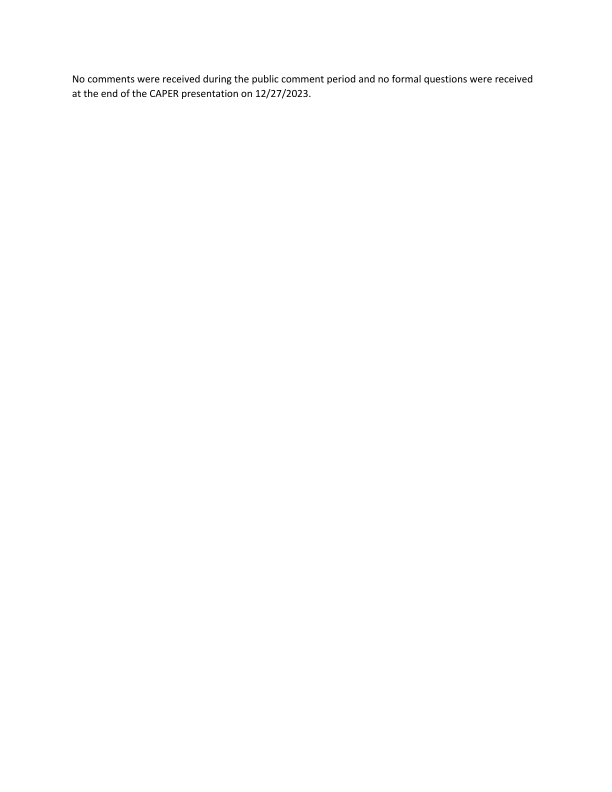 No comments were received during the public comment period and no formal questions were received
at the end of the CAPER presentation on 12/27/2023.